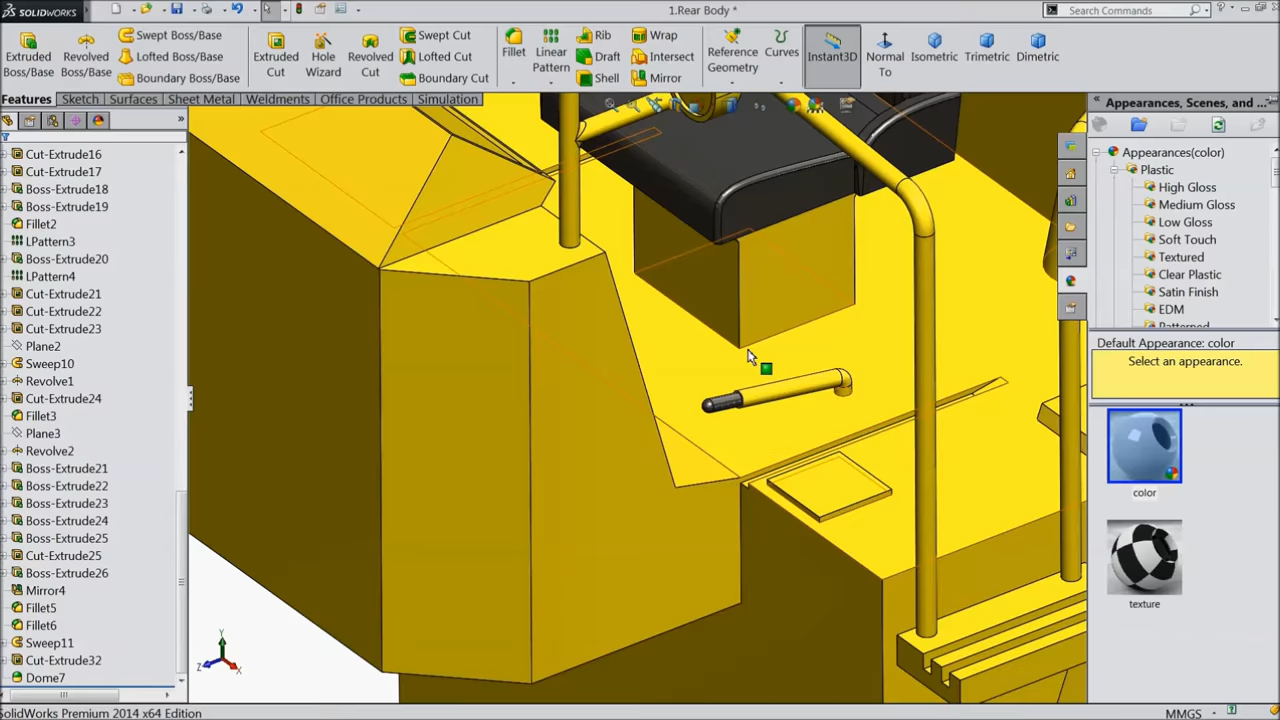 SOLIDWORKS
1.Rear Body *
Search Commands
Extruded Boss/Base
Revolved Boss/Base
Swept Boss/Base
Lofted Boss/Base
Boundary Boss/Base
Extruded Cut
Hole Wizard
Revolved Cut
Swept Cut
Lofted Cut
Boundary Cut
Fillet
Linear Pattern
Rib
Draft
Shell
Wrap
Intersect
Mirror
Reference Geometry
Curves
Instant3D
Normal To
Isometric
Trimetric
Dimetric
Features
Sketch
Surfaces
Sheet Metal
Weldments
Office Products
Simulation
Cut-Extrude16
Cut-Extrude17
Boss-Extrude18
Boss-Extrude19
Fillet2
LPattern3
Boss-Extrude20
LPattern4
Cut-Extrude21
Cut-Extrude22
Cut-Extrude23
Plane2
Sweep10
Revolve1
Cut-Extrude24
Fillet3
Plane3
Revolve2
Boss-Extrude21
Boss-Extrude22
Boss-Extrude23
Boss-Extrude24
Boss-Extrude25
Cut-Extrude25
Boss-Extrude26
Mirror4
Fillet5
Fillet6
Sweep11
Cut-Extrude32
Dome7
Y
Z
X
Appearances, Scenes, and ...
Appearances(color)
Plastic
High Gloss
Medium Gloss
Low Gloss
Soft Touch
Textured
Clear Plastic
Satin Finish
EDM
Patterned
Default Appearance: color
Select an appearance.
color
texture
SolidWorks Premium 2014 x64 Edition
MMGS